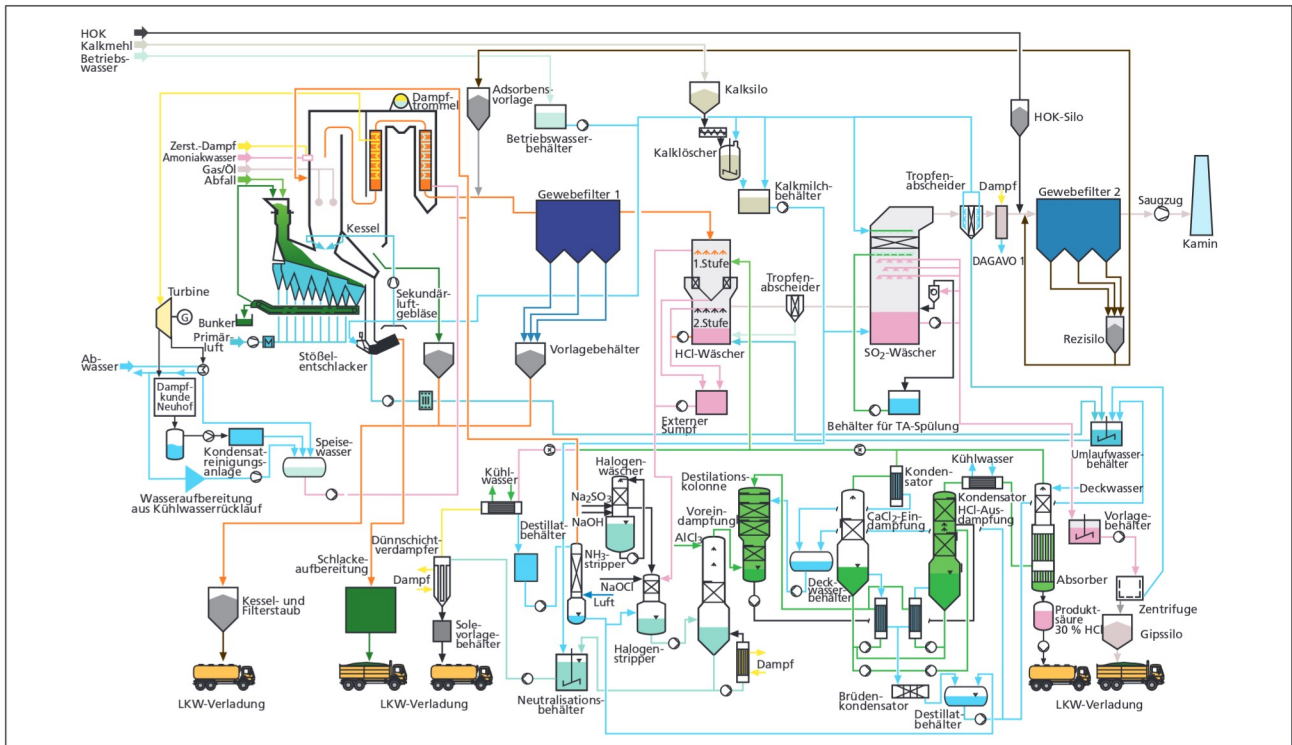 HOK
Kalkmehl
Betriebs-
wasser
Zerst.-Dampf
Amoniakwasser
Gas/Öl
Abfall
Dampf-
trommel
Adsorbens-
vorlage
Betriebswasser-
behälter
Kalksilo
Kalklöscher
Kalkmilch-
behälter
HOK-Silo
Tropfen-
abscheider
Dampf
DAGAVO 1
Gewebefilter 2
Saugzug
Kamin
Gewebefilter 1
Kessel
Sekundär-
luft-
gebläse
Turbine
G
Bunker
Primär-
luft
M
Stößel-
entschlacker
Vorlagebehälter
1.Stufe
2.Stufe
HCl-Wäscher
Tropfen-
abscheider
SO₂-Wäscher
Rezisilo
Ab-
wasser
Dampf-
kunde
Neuhof
Kondensat-
reinigungs-
anlage
Speise-
wasser
Wasseraufbereitung
aus Kühlwasserrücklauf
Externer
Sumpf
Behälter für TA-Spülung
Umlaufwasser-
behälter
Kühl-
wasser
Halogen-
wäscher
Na₂SO₃
NaOH
Destillat-
behälter
NH₃-
stripper
NaOCl
Luft
Halogen-
stripper
Destilations-
kolonne
Vorein-
dampfung
AlCl₃
Konden-
sator
CaCl₂-Ein-
dampfung
Deck-
wasser-
behälter
Kühlwasser
Kondensator
HCl-Aus-
dampfung
Deckwasser
Vorlage-
behälter
Absorber
Zentrifuge
Produkt-
säure
30 % HCl
Gipssilo
Dünnschicht-
verdampfer
Dampf
Schlacke-
aufbereitung
Kessel- und
Filterstaub
Sole-
vorlage-
behälter
Dampf
Neutralisations-
behälter
Brüden-
kondensator
Destillat-
behälter
LKW-Verladung
LKW-Verladung
LKW-Verladung